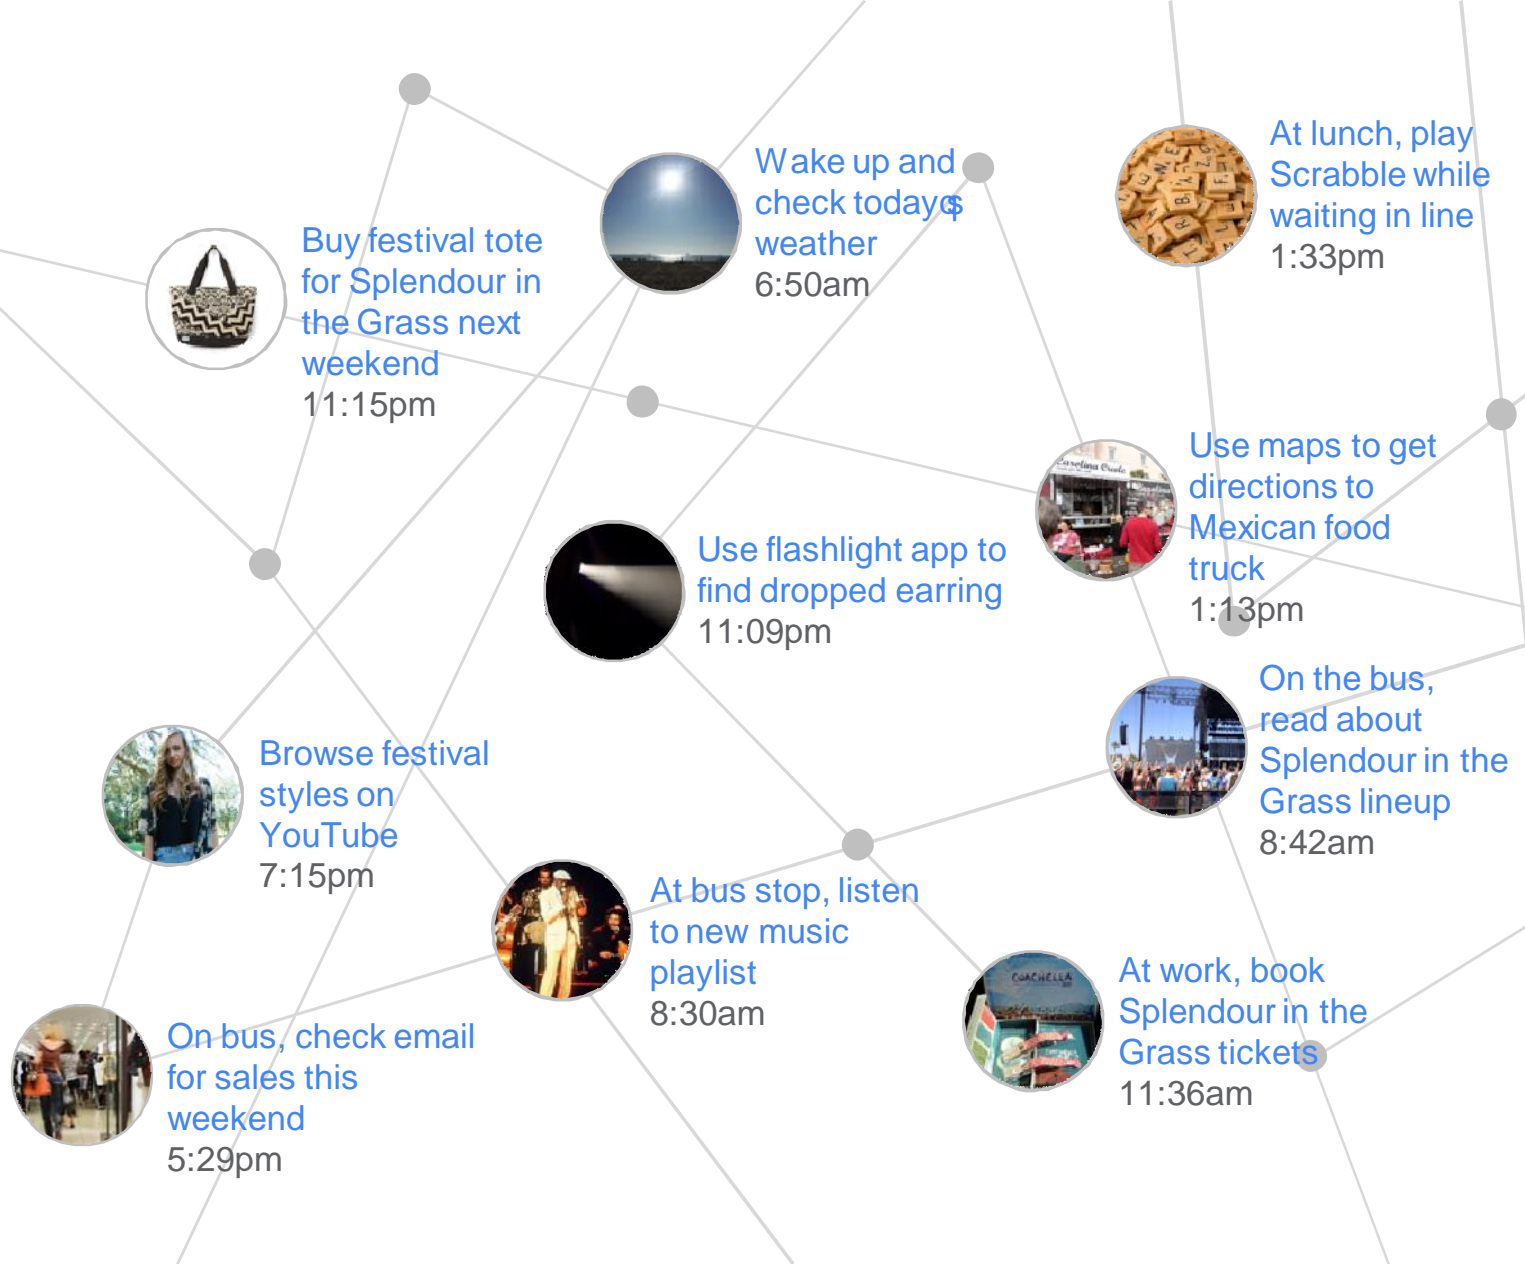 Wake up and
check todayɋs
weather
6:50am
At lunch, play
Scrabble while
waiting in line
1:33pm
Buy festival tote
for Splendour in
the Grass next
weekend
11:15pm
Use maps to get
directions to
Mexican food
truck
1:13pm
Use flashlight app to
find dropped earring
11:09pm
On the bus,
read about
Splendour in the
Grass lineup
8:42am
Browse festival
styles on
YouTube
7:15pm
At bus stop, listen
to new music
playlist
8:30am
At work, book
Splendour in the
Grass tickets
11:36am
On bus, check email
for sales this
weekend
5:29pm
COACHELLA
Carolina Creole